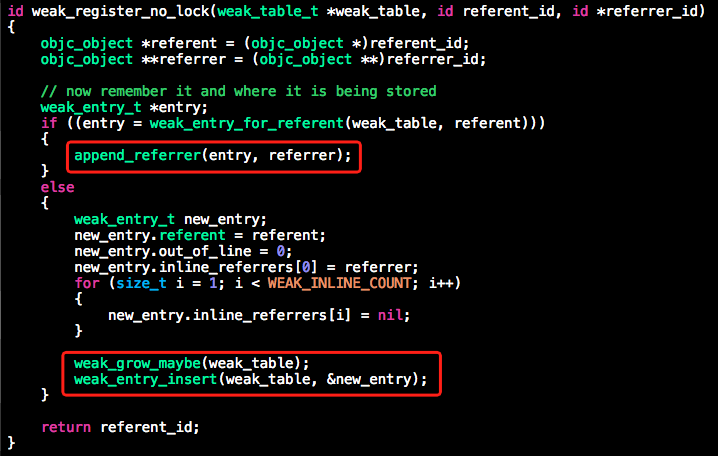 id weak_register_no_lock(weak_table_t *weak_table, id referent_id, id *referrer_id)
{
    objc_object *referent = (objc_object *)referent_id;
    objc_object **referrer = (objc_object **)referrer_id;

    // now remember it and where it is being stored
    weak_entry_t *entry;
    if ((entry = weak_entry_for_referent(weak_table, referent)))
    {
        append_referrer(entry, referrer);
    }
    else
    {
        weak_entry_t new_entry;
        new_entry.referent = referent;
        new_entry.out_of_line = 0;
        new_entry.inline_referrers[0] = referrer;
        for (size_t i = 1; i < WEAK_INLINE_COUNT; i++)
        {
            new_entry.inline_referrers[i] = nil;
        }

        weak_grow_maybe(weak_table);
        weak_entry_insert(weak_table, &new_entry);
    }

    return referent_id;
}